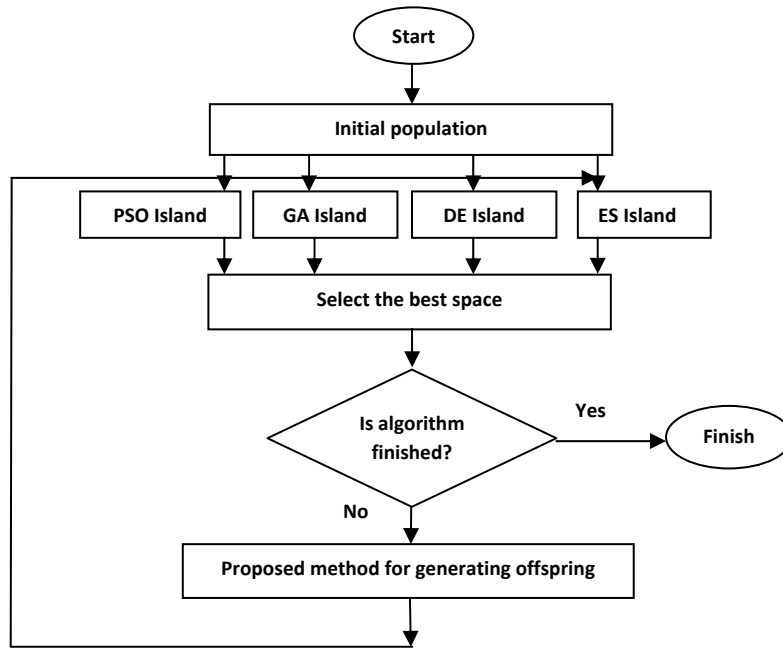 Start
Initial population
PSO Island
GA Island
DE Island
ES Island
Select the best space
Is algorithm
finished?
Yes
Finish
No
Proposed method for generating offspring